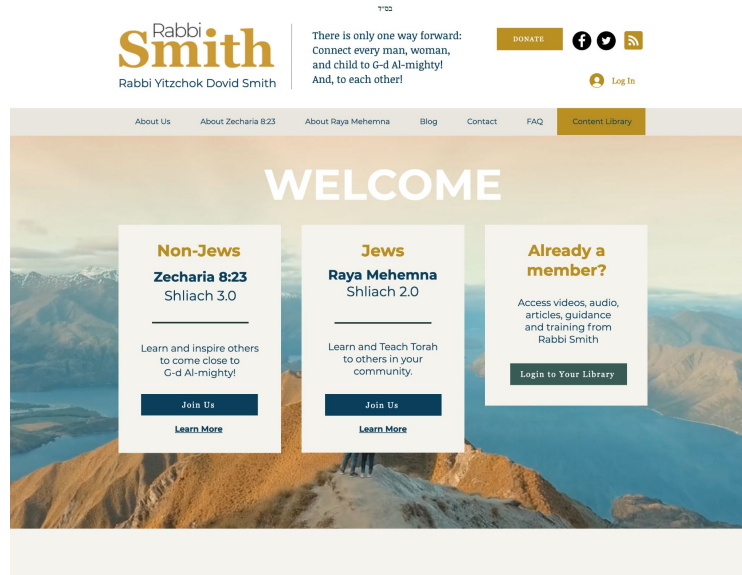 בס״ד
Rabbi
Smith
Rabbi Yitzchok Dovid Smith
There is only one way forward:
Connect every man, woman,
and child to G-d Al-mighty!
And, to each other!
DONATE
Log In
About Us
About Zecharia 8:23
About Raya Mehemna
Blog
Contact
FAQ
Content Library
WELCOME
Non-Jews
Zecharia 8:23
Shliach 3.0
Learn and inspire others
to come close to
G-d Al-mighty!
Join Us
Learn More
Jews
Raya Mehemna
Shliach 2.0
Learn and Teach Torah
to others in your
community.
Join Us
Learn More
Already a
member?
Access videos, audio,
articles, guidance
and training from
Rabbi Smith
Login to Your Library